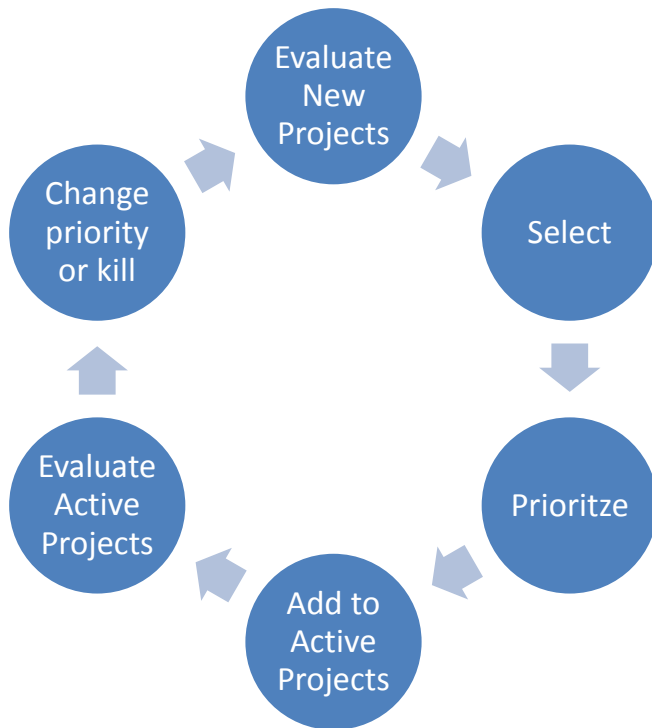 Evaluate
New
Projects
Select
Prioritze
Add to
Active
Projects
Evaluate
Active
Projects
Change
priority
or kill